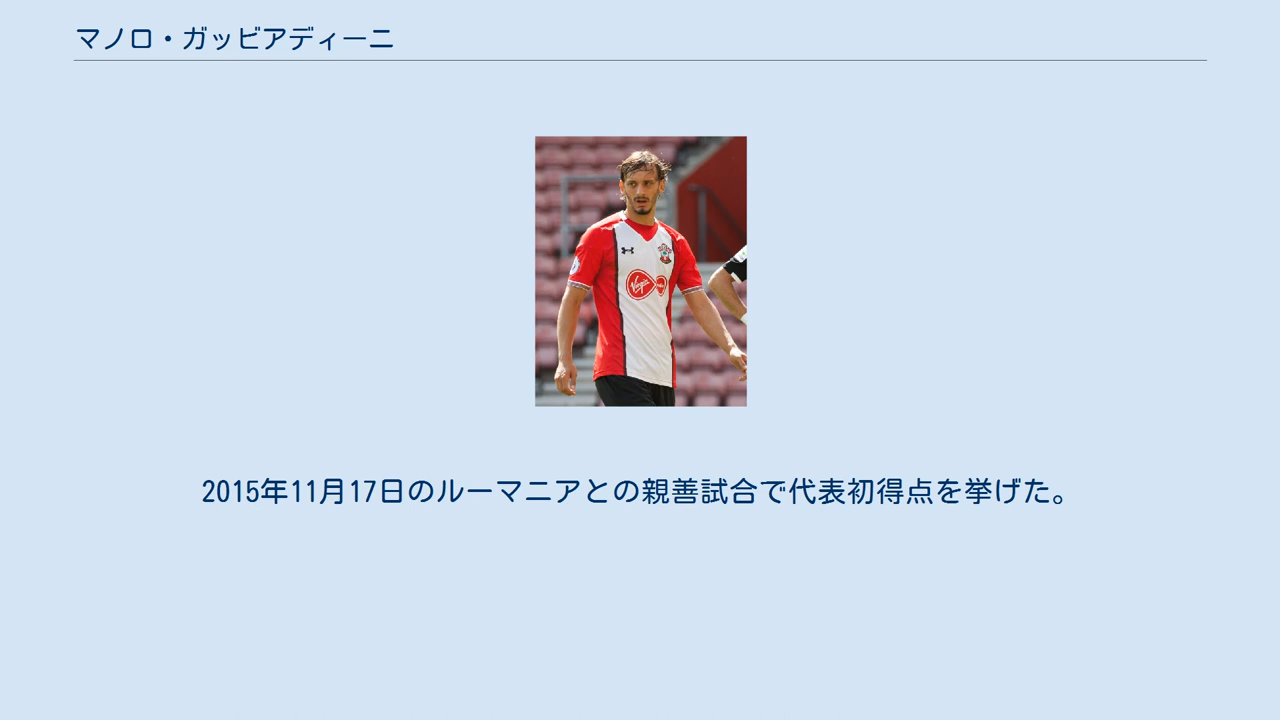 マノロ・ガッビアディーニ
Virgin
2015年11月17日のルーマニアとの親善試合で代表初得点を挙げた。